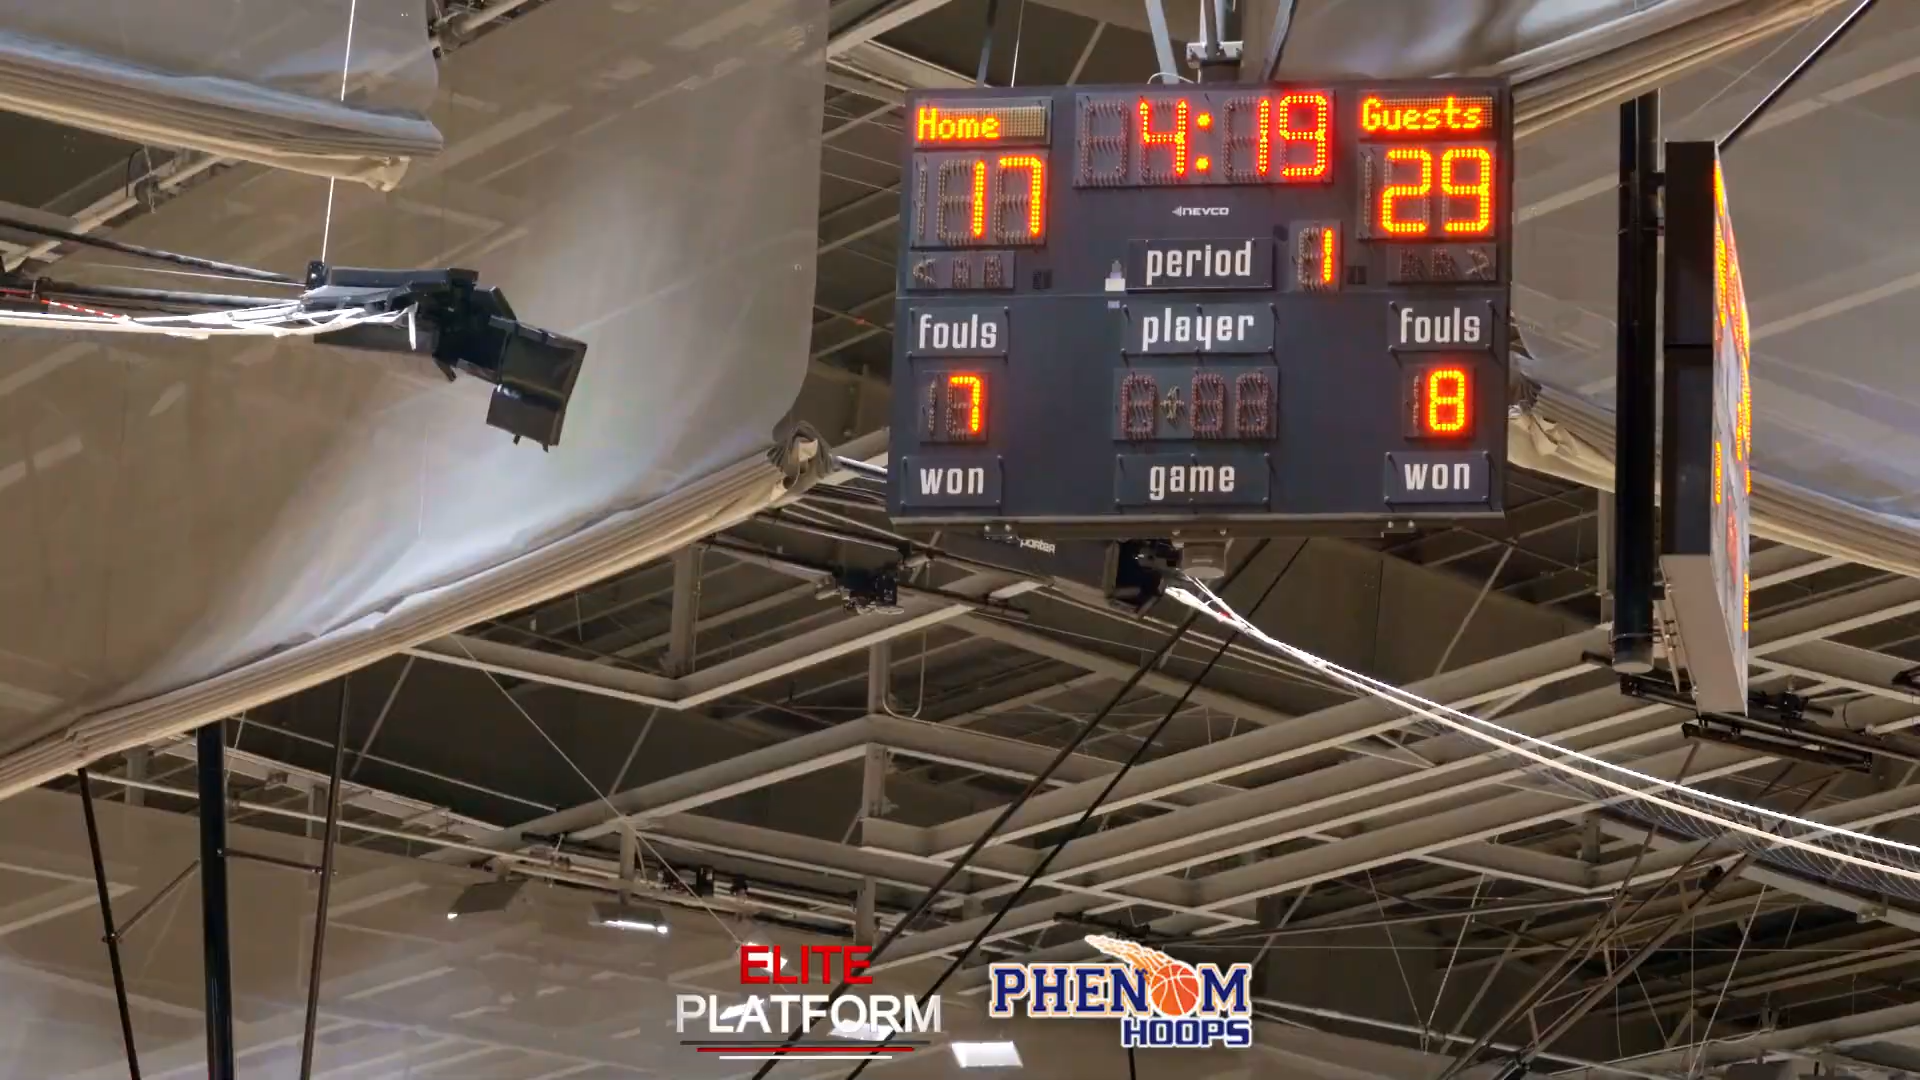 Home 4:19 Guests
17 29
NEVCO
period 1
fouls player fouls
7 8
won game won
porter
ELITE
PLATFORM
PHENOM
HOOPS